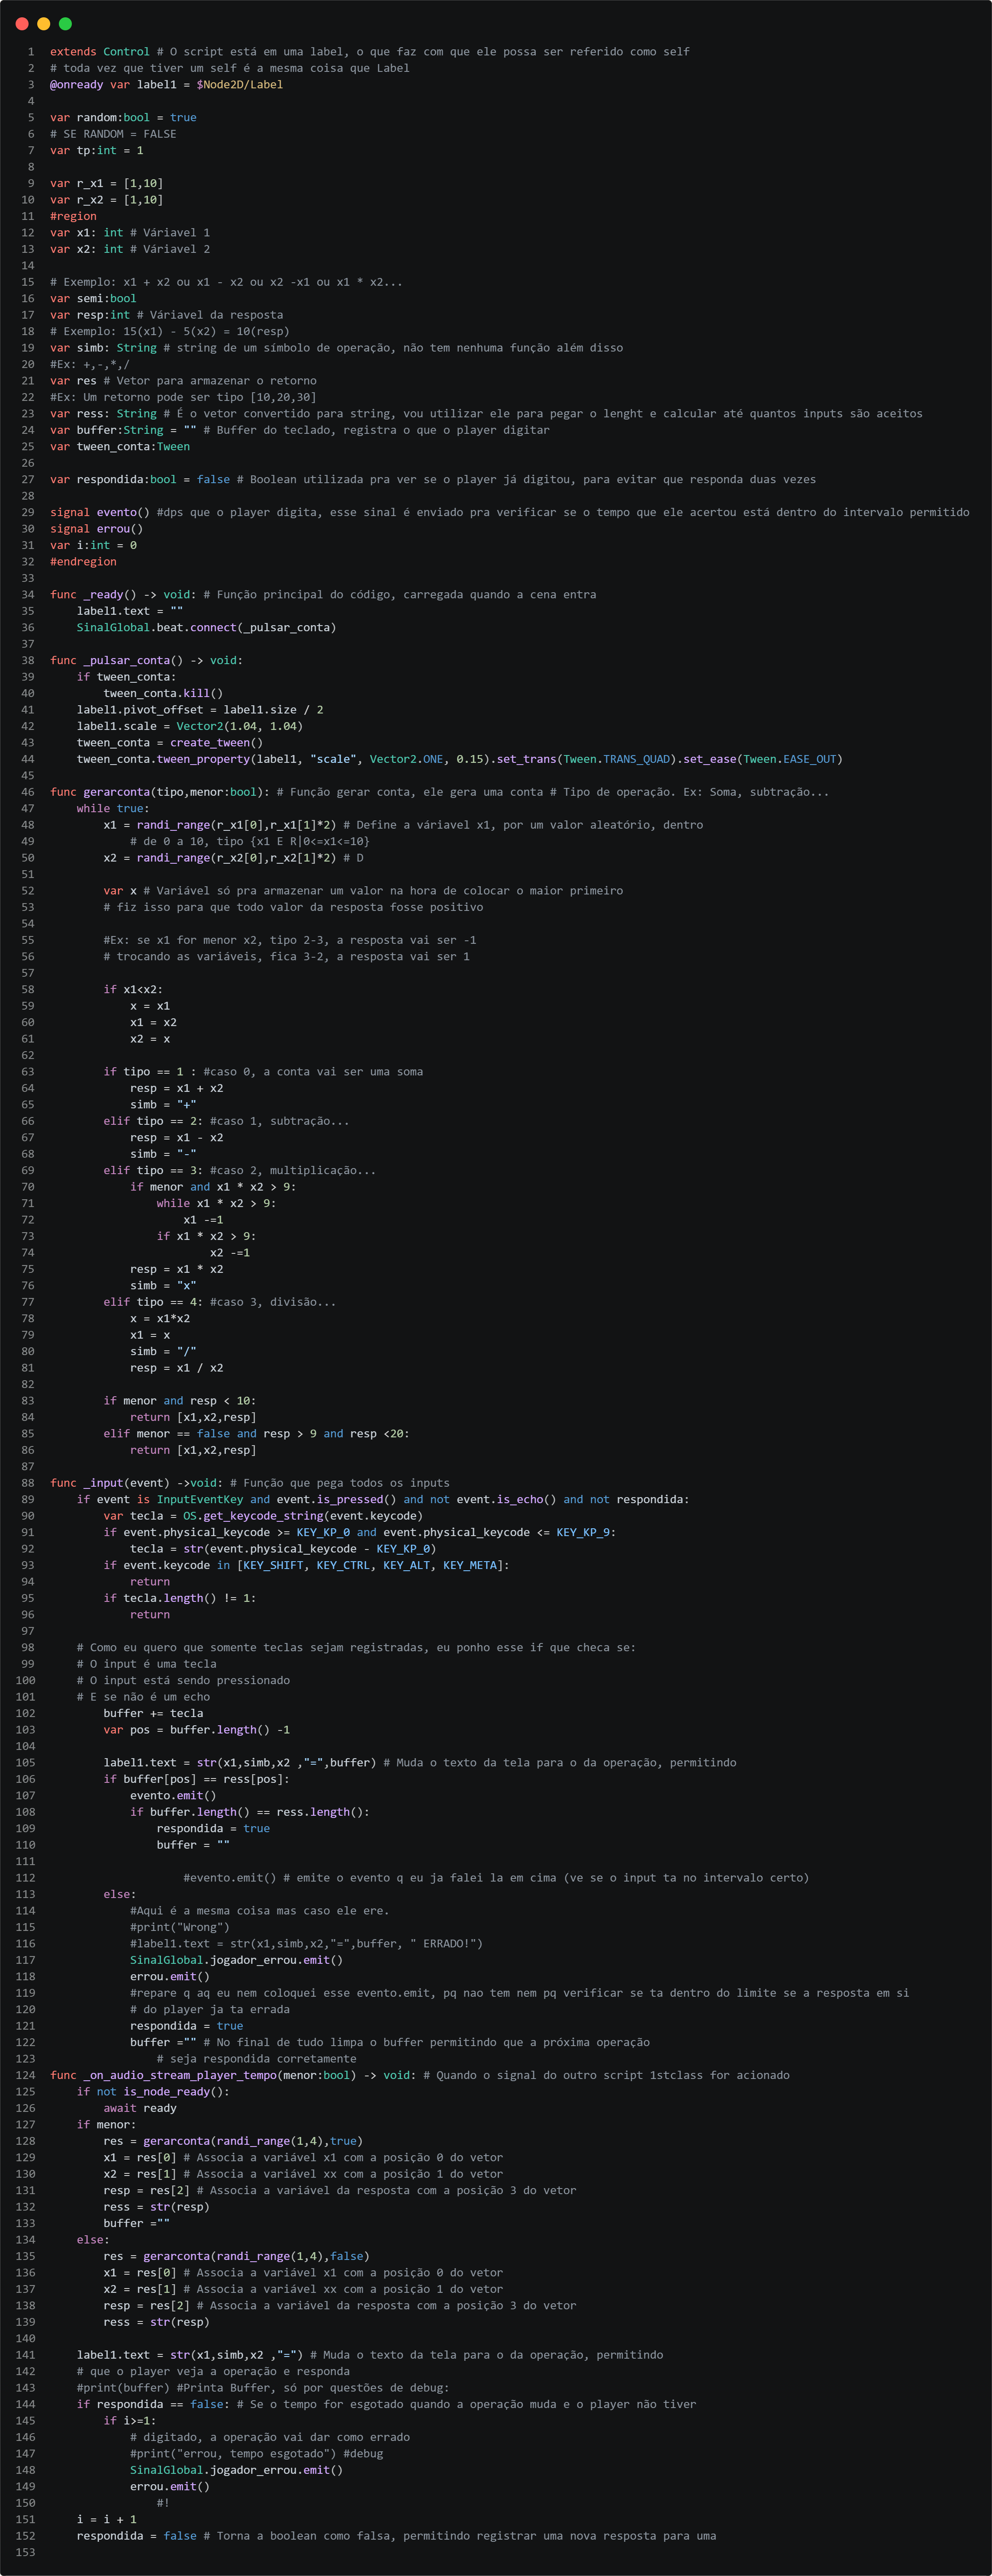 1 extends Control # O script está em uma label, o que faz com que ele possa ser referido como self
2 # toda vez que tiver um self é a mesma coisa que Label
3 @onready var label1 = $Node2D/Label
4
5 var random:bool = true
6 # SE RANDOM = FALSE
7 var tp:int = 1
8
9 var r_x1 = [1,10]
10 var r_x2 = [1,10]
11 #region
12 var x1: int # Váriavel 1
13 var x2: int # Váriavel 2
14
15 # Exemplo: x1 + x2 ou x1 - x2 ou x2 -x1 ou x1 * x2...
16 var semi:bool
17 var resp:int # Váriavel da resposta
18 # Exemplo: 15(x1) - 5(x2) = 10(resp)
19 var simb: String # string de um símbolo de operação, não tem nenhuma função além disso
20 #Ex: +,-,*,/
21 var res # Vetor para armazenar o retorno
22 #Ex: Um retorno pode ser tipo [10,20,30]
23 var ress: String # É o vetor convertido para string, vou utilizar ele para pegar o lenght e calcular até quantos inputs são aceitos
24 var buffer:String = "" # Buffer do teclado, registra o que o player digitar
25 var tween_conta:Tween
26
27 var respondida:bool = false # Boolean utilizada pra ver se o player já digitou, para evitar que responda duas vezes
28
29 signal evento() #dps que o player digita, esse sinal é enviado pra verificar se o tempo que ele acertou está dentro do intervalo permitido
30 signal errou()
31 var i:int = 0
32 #endregion
33
34 func _ready() -> void: # Função principal do código, carregada quando a cena entra
35     label1.text = ""
36     SinalGlobal.beat.connect(_pulsar_conta)
37
38 func _pulsar_conta() -> void:
39     if tween_conta:
40         tween_conta.kill()
41     label1.pivot_offset = label1.size / 2
42     label1.scale = Vector2(1.04, 1.04)
43     tween_conta = create_tween()
44     tween_conta.tween_property(label1, "scale", Vector2.ONE, 0.15).set_trans(Tween.TRANS_QUAD).set_ease(Tween.EASE_OUT)
45
46 func gerarconta(tipo,menor:bool): # Função gerar conta, ele gera uma conta # Tipo de operação. Ex: Soma, subtração...
47     while true:
48         x1 = randi_range(r_x1[0],r_x1[1]*2) # Define a váriavel x1, por um valor aleatório, dentro
49             # de 0 a 10, tipo {x1 E R|0<=x1<=10}
50         x2 = randi_range(r_x2[0],r_x2[1]*2) # D
51
52         var x # Variável só pra armazenar um valor na hora de colocar o maior primeiro
53         # fiz isso para que todo valor da resposta fosse positivo
54
55         #Ex: se x1 for menor x2, tipo 2-3, a resposta vai ser -1
56         # trocando as variáveis, fica 3-2, a resposta vai ser 1
57
58         if x1<x2:
59             x = x1
60             x1 = x2
61             x2 = x
62
63         if tipo == 1 : #caso 0, a conta vai ser uma soma
64             resp = x1 + x2
65             simb = "+"
66         elif tipo == 2: #caso 1, subtração...
67             resp = x1 - x2
68             simb = "-"
69         elif tipo == 3: #caso 2, multiplicação...
70             if menor and x1 * x2 > 9:
71                 while x1 * x2 > 9:
72                     x1 -=1
73                 if x1 * x2 > 9:
74                         x2 -=1
75             resp = x1 * x2
76             simb = "x"
77         elif tipo == 4: #caso 3, divisão...
78             x = x1*x2
79             x1 = x
80             simb = "/"
81             resp = x1 / x2
82
83         if menor and resp < 10:
84             return [x1,x2,resp]
85         elif menor == false and resp > 9 and resp <20:
86             return [x1,x2,resp]
87
88 func _input(event) ->void: # Função que pega todos os inputs
89     if event is InputEventKey and event.is_pressed() and not event.is_echo() and not respondida:
90         var tecla = OS.get_keycode_string(event.keycode)
91         if event.physical_keycode >= KEY_KP_0 and event.physical_keycode <= KEY_KP_9:
92             tecla = str(event.physical_keycode - KEY_KP_0)
93         if event.keycode in [KEY_SHIFT, KEY_CTRL, KEY_ALT, KEY_META]:
94             return
95         if tecla.length() != 1:
96             return
97
98     # Como eu quero que somente teclas sejam registradas, eu ponho esse if que checa se:
99     # O input é uma tecla
100     # O input está sendo pressionado
101     # E se não é um echo
102         buffer += tecla
103         var pos = buffer.length() -1
104
105         label1.text = str(x1,simb,x2 ,"=",buffer) # Muda o texto da tela para o da operação, permitindo
106         if buffer[pos] == ress[pos]:
107             evento.emit()
108             if buffer.length() == ress.length():
109                 respondida = true
110                 buffer = ""
111
112                     #evento.emit() # emite o evento q eu ja falei la em cima (ve se o input ta no intervalo certo)
113         else:
114             #Aqui é a mesma coisa mas caso ele ere.
115             #print("Wrong")
116             #label1.text = str(x1,simb,x2,"=",buffer, " ERRADO!")
117             SinalGlobal.jogador_errou.emit()
118             errou.emit()
119             #repare q aq eu nem coloquei esse evento.emit, pq nao tem nem pq verificar se ta dentro do limite se a resposta em si
120             # do player ja ta errada
121             respondida = true
122             buffer ="" # No final de tudo limpa o buffer permitindo que a próxima operação
123                 # seja respondida corretamente
124 func _on_audio_stream_player_tempo(menor:bool) -> void: # Quando o signal do outro script 1stclass for acionado
125     if not is_node_ready():
126         await ready
127     if menor:
128         res = gerarconta(randi_range(1,4),true)
129         x1 = res[0] # Associa a variável x1 com a posição 0 do vetor
130         x2 = res[1] # Associa a variável xx com a posição 1 do vetor
131         resp = res[2] # Associa a variável da resposta com a posição 3 do vetor
132         ress = str(resp)
133         buffer =""
134     else:
135         res = gerarconta(randi_range(1,4),false)
136         x1 = res[0] # Associa a variável x1 com a posição 0 do vetor
137         x2 = res[1] # Associa a variável xx com a posição 1 do vetor
138         resp = res[2] # Associa a variável da resposta com a posição 3 do vetor
139         ress = str(resp)
140
141     label1.text = str(x1,simb,x2 ,"=") # Muda o texto da tela para o da operação, permitindo
142     # que o player veja a operação e responda
143     #print(buffer) #Printa Buffer, só por questões de debug:
144     if respondida == false: # Se o tempo for esgotado quando a operação muda e o player não tiver
145         if i>=1:
146             # digitado, a operação vai dar como errado
147             #print("errou, tempo esgotado") #debug
148             SinalGlobal.jogador_errou.emit()
149             errou.emit()
150                 #!
151     i = i + 1
152     respondida = false # Torna a boolean como falsa, permitindo registrar uma nova resposta para uma
153